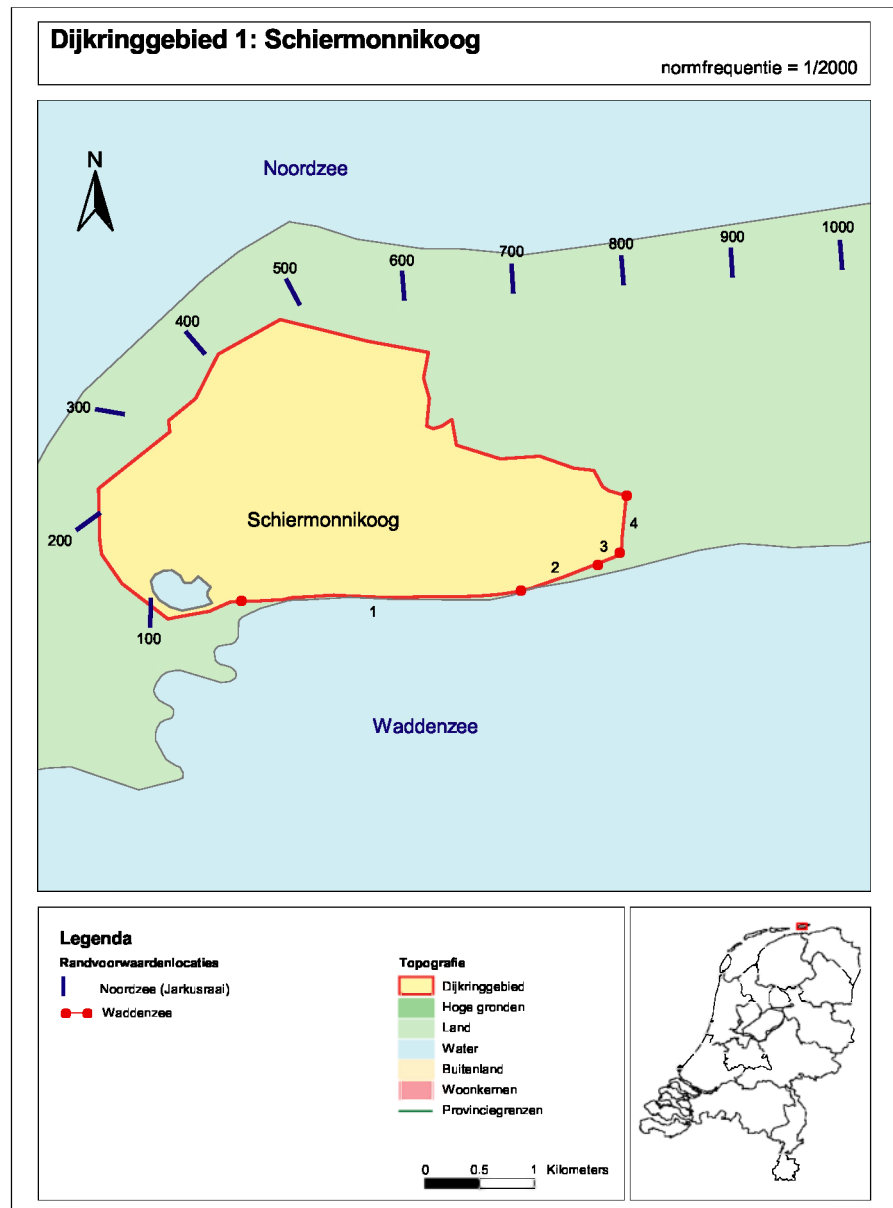 Dijkringgebied 1: Schiermonnikoog
normfrequentie = 1/2000
N
Noordzee
1000
900
800
700
600
500
400
300
200
100
Schiermonnikoog
4
3
2
1
Waddenzee
Legenda
Randvoorwaardenlocaties
Noordzee (Jarkusraai)
Waddenzee
Topografie
Dijkringgebied
Hoge gronden
Land
Water
Buitenland
Woonkernen
Provinciegrenzen
0 0.5 1 Kilometers